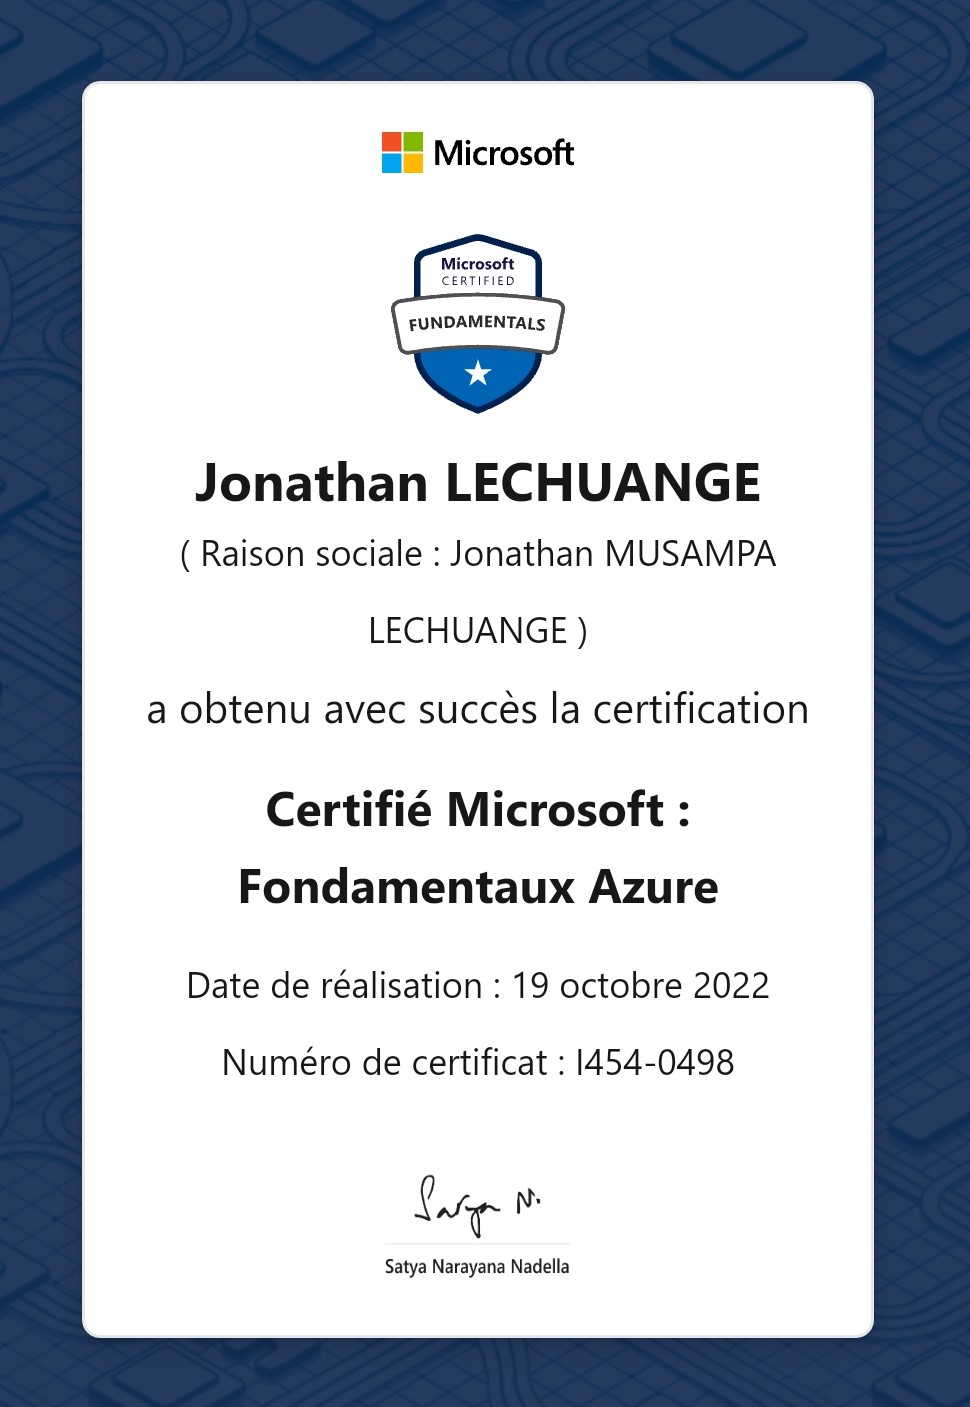 Microsoft
Microsoft
CERTIFIED
FUNDAMENTALS
Jonathan LECHUANGE
( Raison sociale : Jonathan MUSAMPA
LECHUANGE )
a obtenu avec succès la certification
Certifié Microsoft :
Fondamentaux Azure
Date de réalisation : 19 octobre 2022
Numéro de certificat : I454-0498
Satya N.
Satya Narayana Nadella